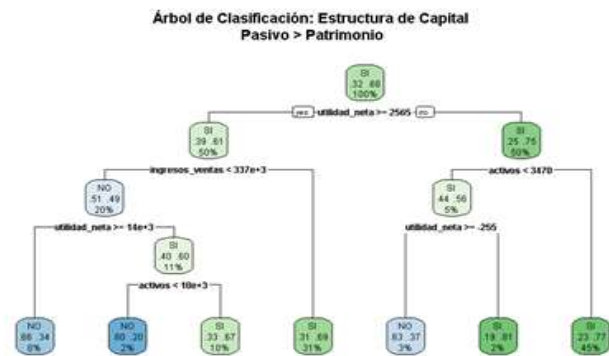 Árbol de Clasificación: Estructura de Capital
Pasivo > Patrimonio
SI
.32 .68
100%
yes utilidad_neta >= 2565 no
SI
.39 .61
50%
SI
.25 .75
50%
ingresos_ventas < 337e+3
activos < 3470
NO
.51 .49
20%
SI
.44 .56
5%
utilidad_neta >= 14e+3
utilidad_neta >= -255
SI
.40 .60
11%
activos < 18e+3
NO
.66 .34
8%
NO
.80 .20
2%
SI
.33 .67
10%
SI
.31 .69
31%
NO
.63 .37
3%
SI
.19 .81
2%
SI
.23 .77
45%